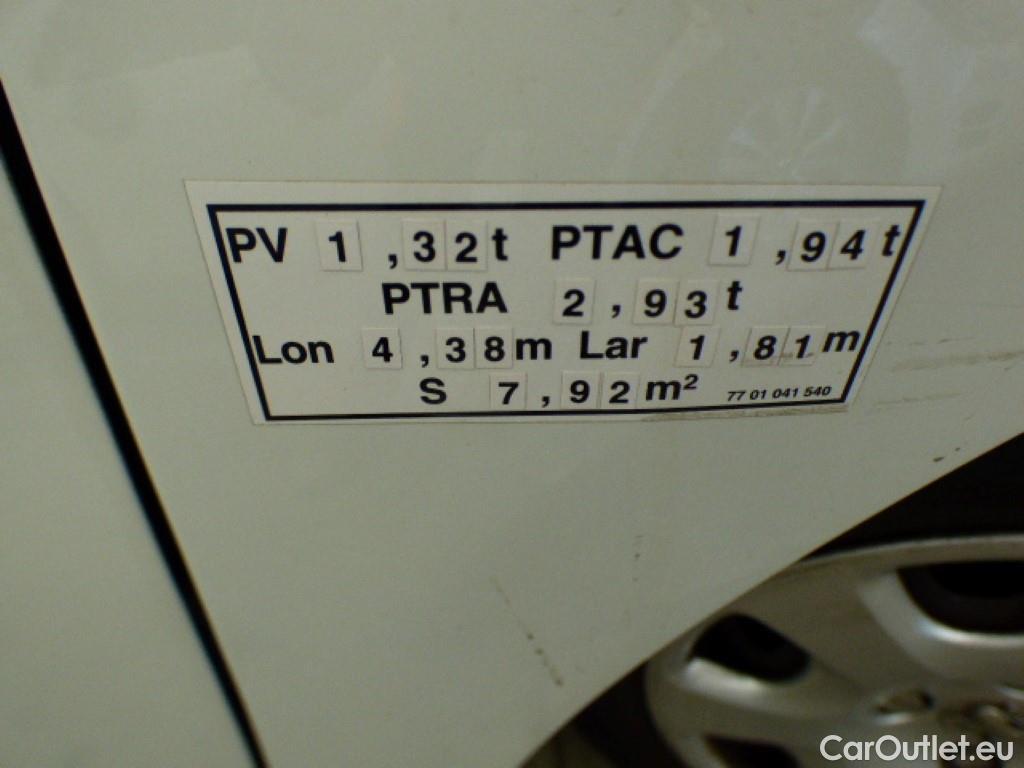 PV 1,32t PTAC 1,94t
PTRA 2,93t
Lon 4,38m Lar 1,81m
S 7,92m²
77 01 041 540
CarOutlet.eu